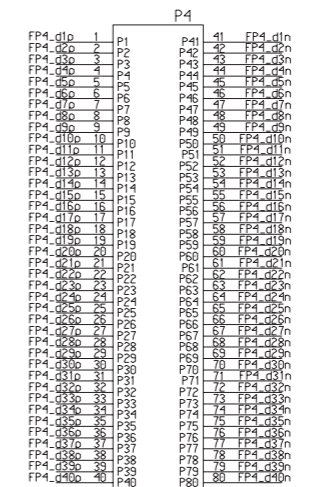 P4
FP4_d1p 1 P1 P41 41 FP4_d1n
FP4_d2p 2 P2 P42 42 FP4_d2n
FP4_d3p 3 P3 P43 43 FP4_d3n
FP4_d4p 4 P4 P44 44 FP4_d4n
FP4_d5p 5 P5 P45 45 FP4_d5n
FP4_d6p 6 P6 P46 46 FP4_d6n
FP4_d7p 7 P7 P47 47 FP4_d7n
FP4_d8p 8 P8 P48 48 FP4_d8n
FP4_d9p 9 P9 P49 49 FP4_d9n
FP4_d10p 10 P10 P50 50 FP4_d10n
FP4_d11p 11 P11 P51 51 FP4_d11n
FP4_d12p 12 P12 P52 52 FP4_d12n
FP4_d13p 13 P13 P53 53 FP4_d13n
FP4_d14p 14 P14 P54 54 FP4_d14n
FP4_d15p 15 P15 P55 55 FP4_d15n
FP4_d16p 16 P16 P56 56 FP4_d16n
FP4_d17p 17 P17 P57 57 FP4_d17n
FP4_d18p 18 P18 P58 58 FP4_d18n
FP4_d19p 19 P19 P59 59 FP4_d19n
FP4_d20p 20 P20 P60 60 FP4_d20n
FP4_d21p 21 P21 P61 61 FP4_d21n
FP4_d22p 22 P22 P62 62 FP4_d22n
FP4_d23p 23 P23 P63 63 FP4_d23n
FP4_d24p 24 P24 P64 64 FP4_d24n
FP4_d25p 25 P25 P65 65 FP4_d25n
FP4_d26p 26 P26 P66 66 FP4_d26n
FP4_d27p 27 P27 P67 67 FP4_d27n
FP4_d28p 28 P28 P68 68 FP4_d28n
FP4_d29p 29 P29 P69 69 FP4_d29n
FP4_d30p 30 P30 P70 70 FP4_d30n
FP4_d31p 31 P31 P71 71 FP4_d31n
FP4_d32p 32 P32 P72 72 FP4_d32n
FP4_d33p 33 P33 P73 73 FP4_d33n
FP4_d34p 34 P34 P74 74 FP4_d34n
FP4_d35p 35 P35 P75 75 FP4_d35n
FP4_d36p 36 P36 P76 76 FP4_d36n
FP4_d37p 37 P37 P77 77 FP4_d37n
FP4_d38p 38 P38 P78 78 FP4_d38n
FP4_d39p 39 P39 P79 79 FP4_d39n
FP4_d40p 40 P40 P80 80 FP4_d40n